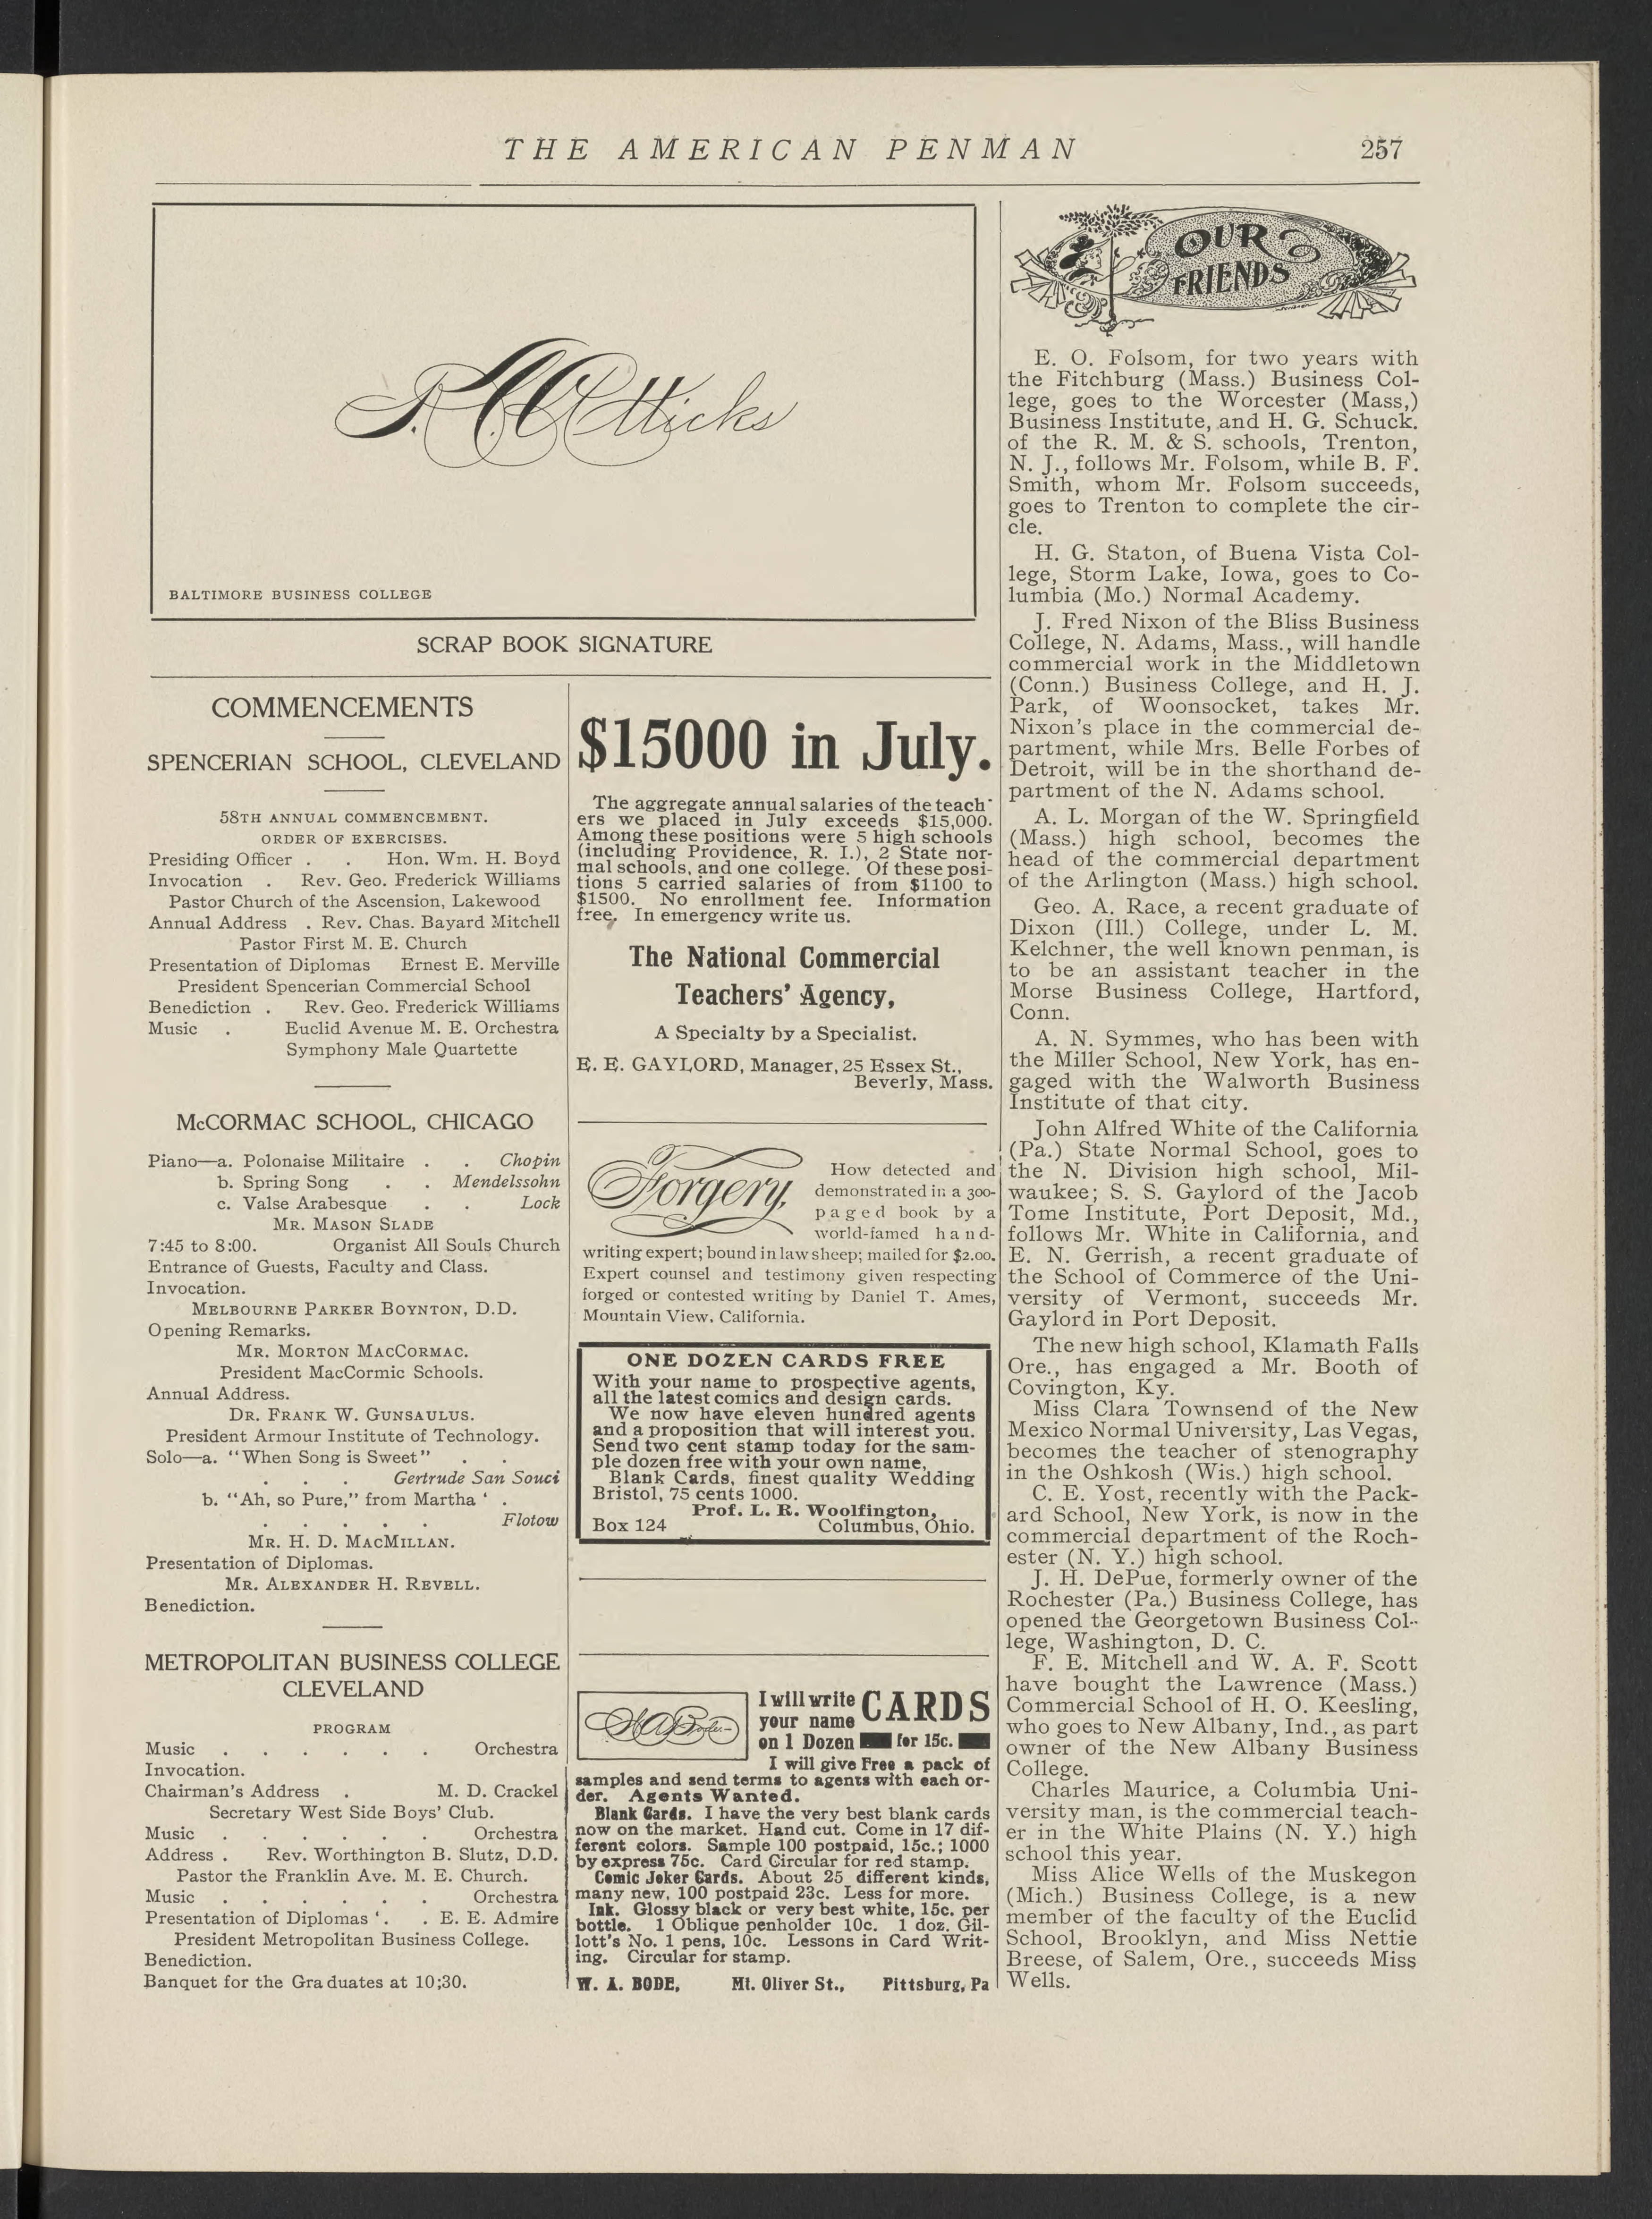 THE AMERICAN PENMAN 257
BALTIMORE BUSINESS COLLEGE
SCRAP BOOK SIGNATURE
COMMENCEMENTS
SPENCERIAN SCHOOL, CLEVELAND
58TH ANNUAL COMMENCEMENT.
ORDER OF EXERCISES.
Presiding Officer . . Hon. Wm. H. Boyd
Invocation . Rev. Geo. Frederick Williams
Pastor Church of the Ascension, Lakewood
Annual Address . Rev. Chas. Bayard Mitchell
Pastor First M. E. Church
Presentation of Diplomas Ernest E. Merville
President Spencerian Commercial School
Benediction . Rev. Geo. Frederick Williams
Music . Euclid Avenue M. E. Orchestra
Symphony Male Quartette
McCORMAC SCHOOL, CHICAGO
Piano—a. Polonaise Militaire . . Chopin
b. Spring Song . . Mendelssohn
c. Valse Arabesque . . Lock
MR. MASON SLADE
7:45 to 8:00. Organist All Souls Church
Entrance of Guests, Faculty and Class.
Invocation.
MELBOURNE PARKER BOYNTON, D.D.
Opening Remarks.
MR. MORTON MACCORMAC.
President MacCormic Schools.
Annual Address.
DR. FRANK W. GUNSAULUS.
President Armour Institute of Technology.
Solo—a. "When Song is Sweet" . .
. . . Gertrude San Souci
b. "Ah, so Pure," from Martha ‘ .
. . . . . Flotow
MR. H. D. MACMILLAN.
Presentation of Diplomas.
MR. ALEXANDER H. REVELL.
Benediction.
METROPOLITAN BUSINESS COLLEGE
CLEVELAND
PROGRAM
Music . . . . . . Orchestra
Invocation.
Chairman's Address . M. D. Crackel
Secretary West Side Boys' Club.
Music . . . . . . Orchestra
Address . Rev. Worthington B. Slutz, D.D.
Pastor the Franklin Ave. M. E. Church.
Music . . . . . . Orchestra
Presentation of Diplomas ‘. . E. E. Admire
President Metropolitan Business College.
Benediction.
Banquet for the Graduates at 10;30.
$15000 in July.
The aggregate annual salaries of the teach-
ers we placed in July exceeds $15,000.
Among these positions were 5 high schools
(including Providence, R. I.), 2 State nor-
mal schools, and one college. Of these posi-
tions 5 carried salaries of from $1100 to
$1500. No enrollment fee. Information
free. In emergency write us.
The National Commercial
Teachers' Agency,
A Specialty by a Specialist.
E. E. GAYLORD, Manager, 25 Essex St.,
Beverly, Mass.
Forgery,
How detected and
demonstrated in a 300-
paged book by a
world-famed hand-
writing expert; bound in law sheep; mailed for $2.00.
Expert counsel and testimony given respecting
forged or contested writing by Daniel T. Ames,
Mountain View, California.
ONE DOZEN CARDS FREE
With your name to prospective agents,
all the latest comics and design cards.
We now have eleven hundred agents
and a proposition that will interest you.
Send two cent stamp today for the sam-
ple dozen free with your own name,
Blank Cards, finest quality Wedding
Bristol, 75 cents 1000.
Prof. L. R. Woolfington,
Box 124 Columbus, Ohio.
I will write
your name CARDS
on 1 Dozen for 15c.
I will give Free a pack of
samples and send terms to agents with each or-
der. Agents Wanted.
Blank Cards. I have the very best blank cards
now on the market. Hand cut. Come in 17 dif-
ferent colors. Sample 100 postpaid, 15c.; 1000
by express 75c. Card Circular for red stamp.
Comic Joker Cards. About 25 different kinds,
many new, 100 postpaid 23c. Less for more.
Ink. Glossy black or very best white, 15c. per
bottle. 1 Oblique penholder 10c. 1 doz. Gil-
lott's No. 1 pens, 10c. Lessons in Card Writ-
ing. Circular for stamp.
W. A. BODE, Mt. Oliver St., Pittsburg, Pa
OUR
FRIENDS
E. O. Folsom, for two years with
the Fitchburg (Mass.) Business Col-
lege, goes to the Worcester (Mass,)
Business Institute, and H. G. Schuck.
of the R. M. & S. schools, Trenton,
N. J., follows Mr. Folsom, while B. F.
Smith, whom Mr. Folsom succeeds,
goes to Trenton to complete the cir-
cle.
H. G. Staton, of Buena Vista Col-
lege, Storm Lake, Iowa, goes to Co-
lumbia (Mo.) Normal Academy.
J. Fred Nixon of the Bliss Business
College, N. Adams, Mass., will handle
commercial work in the Middletown
(Conn.) Business College, and H. J.
Park, of Woonsocket, takes Mr.
Nixon's place in the commercial de-
partment, while Mrs. Belle Forbes of
Detroit, will be in the shorthand de-
partment of the N. Adams school.
A. L. Morgan of the W. Springfield
(Mass.) high school, becomes the
head of the commercial department
of the Arlington (Mass.) high school.
Geo. A. Race, a recent graduate of
Dixon (Ill.) College, under L. M.
Kelchner, the well known penman, is
to be an assistant teacher in the
Morse Business College, Hartford,
Conn.
A. N. Symmes, who has been with
the Miller School, New York, has en-
gaged with the Walworth Business
Institute of that city.
John Alfred White of the California
(Pa.) State Normal School, goes to
the N. Division high school, Mil-
waukee; S. S. Gaylord of the Jacob
Tome Institute, Port Deposit, Md.,
follows Mr. White in California, and
E. N. Gerrish, a recent graduate of
the School of Commerce of the Uni-
versity of Vermont, succeeds Mr.
Gaylord in Port Deposit.
The new high school, Klamath Falls
Ore., has engaged a Mr. Booth of
Covington, Ky.
Miss Clara Townsend of the New
Mexico Normal University, Las Vegas,
becomes the teacher of stenography
in the Oshkosh (Wis.) high school.
C. E. Yost, recently with the Pack-
ard School, New York, is now in the
commercial department of the Roch-
ester (N. Y.) high school.
J. H. DePue, formerly owner of the
Rochester (Pa.) Business College, has
opened the Georgetown Business Col-
lege, Washington, D. C.
F. E. Mitchell and W. A. F. Scott
have bought the Lawrence (Mass.)
Commercial School of H. O. Keesling,
who goes to New Albany, Ind., as part
owner of the New Albany Business
College.
Charles Maurice, a Columbia Uni-
versity man, is the commercial teach-
er in the White Plains (N. Y.) high
school this year.
Miss Alice Wells of the Muskegon
(Mich.) Business College, is a new
member of the faculty of the Euclid
School, Brooklyn, and Miss Nettie
Breese, of Salem, Ore., succeeds Miss
Wells.